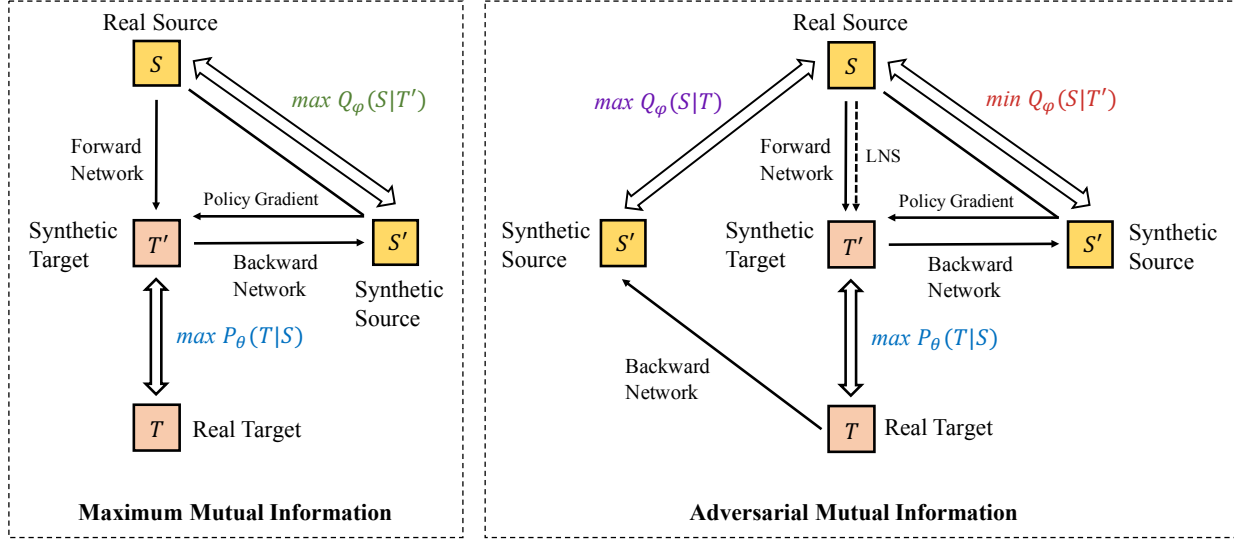 Real Source
S
max Q_φ(S|T′)
Forward
Network
Policy Gradient
Synthetic
Target
T′
S′
Backward
Network
Synthetic
Source
max P_θ(T|S)
T
Real Target
Maximum Mutual Information
Real Source
S
max Q_φ(S|T)
min Q_φ(S|T′)
Forward
Network
LNS
Policy Gradient
Synthetic
Source
S′
Synthetic
Target
T′
S′
Synthetic
Source
Backward
Network
max P_θ(T|S)
Backward
Network
T
Real Target
Adversarial Mutual Information